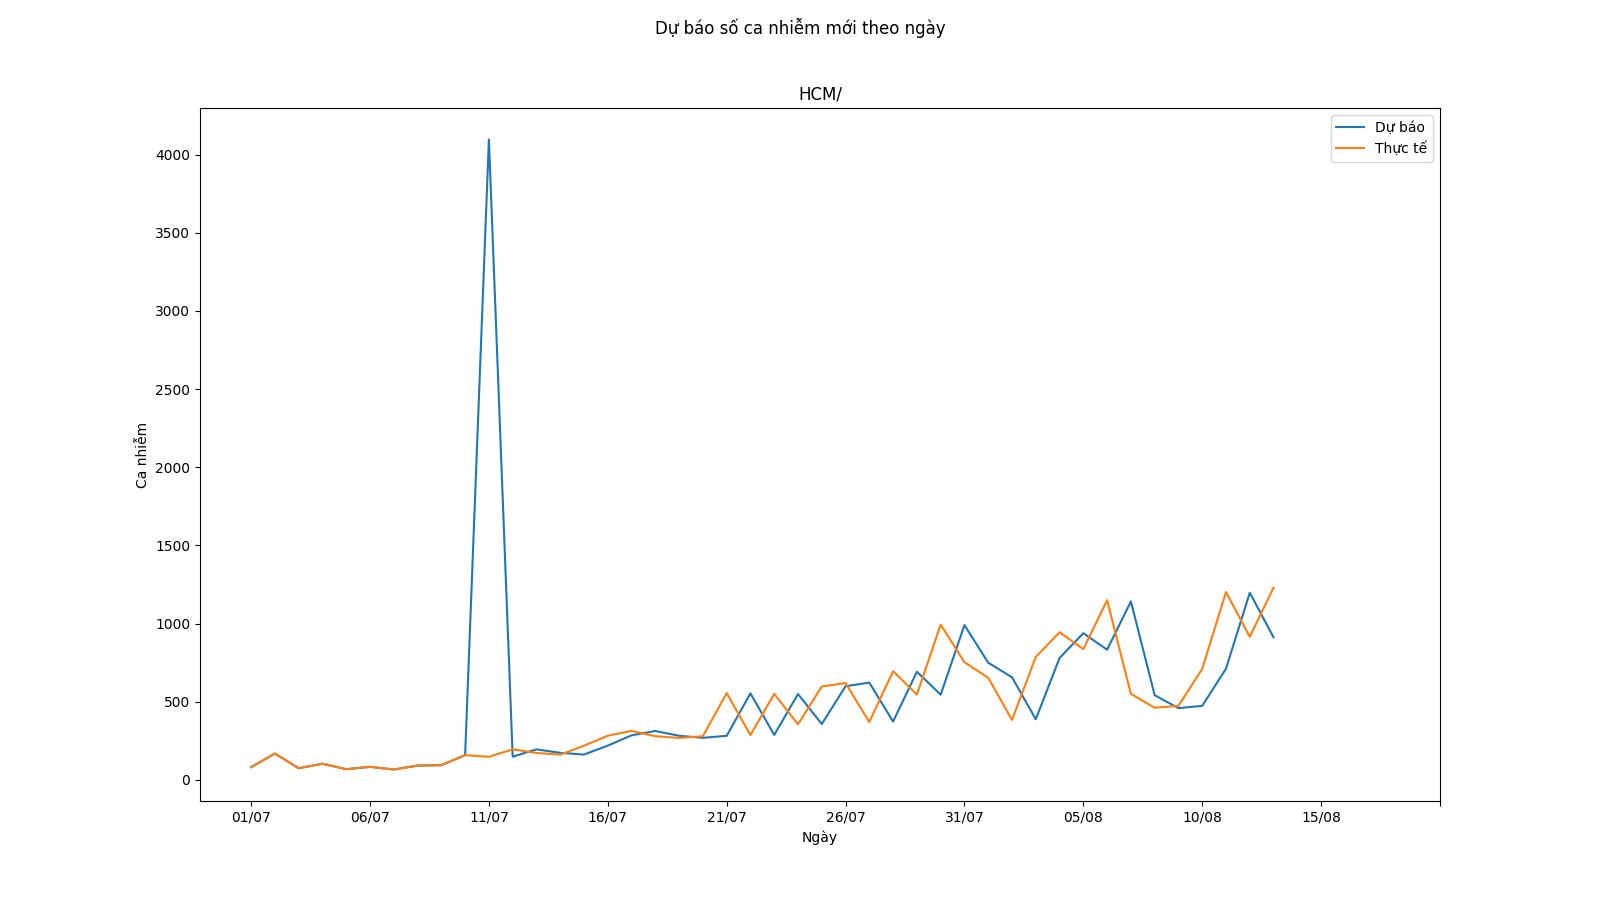 Dự báo số ca nhiễm mới theo ngày
HCM/
Dự báo
Thực tế
4000
3500
3000
2500
2000
1500
1000
500
0
Ca nhiễm
01/07 06/07 11/07 16/07 21/07 26/07 31/07 05/08 10/08 15/08
Ngày